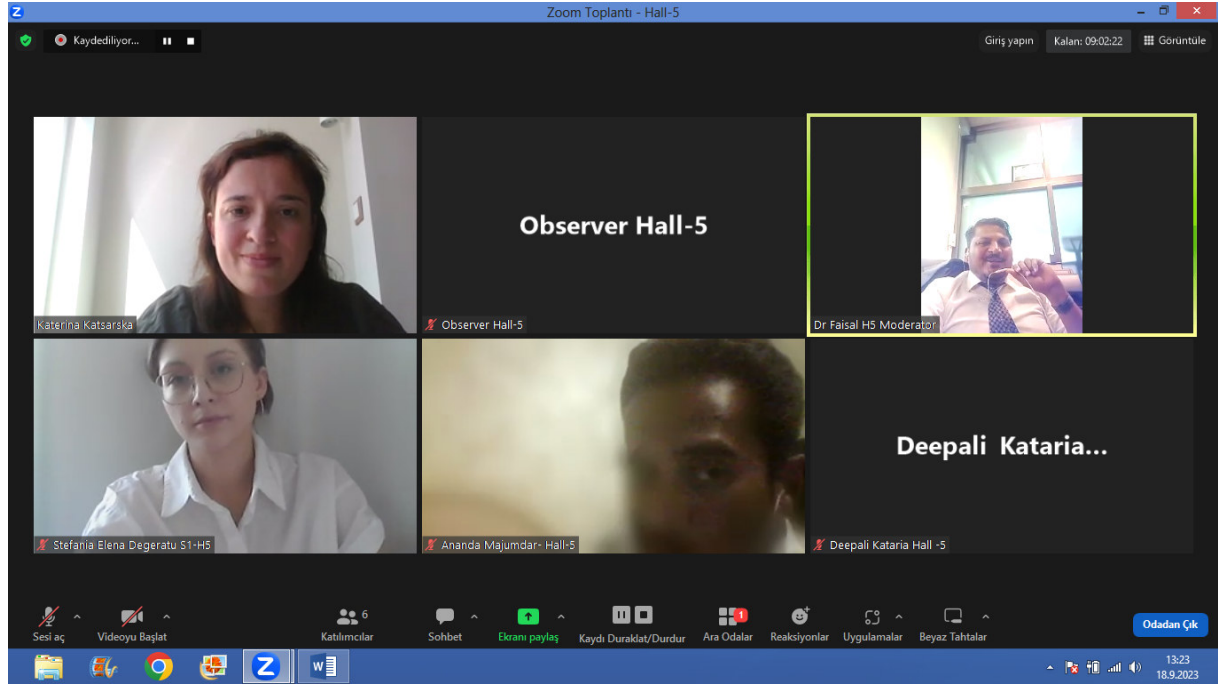 Zoom Toplantı - Hall-5
Kaydediliyor...
Giriş yapın
Kalan: 09:02:22
Görüntüle
Katerina Katsarska
Observer Hall-5
Observer Hall-5
Dr Faisal H5 Moderator
Stefania Elena Degeratu S1-H5
Ananda Majumdar- Hall-5
Deepali Kataria...
Deepali Kataria Hall -5
Sesi aç
Videoyu Başlat
6
Katılımcılar
Sohbet
Ekranı paylaş
Kaydı Duraklat/Durdur
1
Ara Odalar
Reaksiyonlar
Uygulamalar
Beyaz Tahtalar
Odadan Çık
13:23
18.9.2023